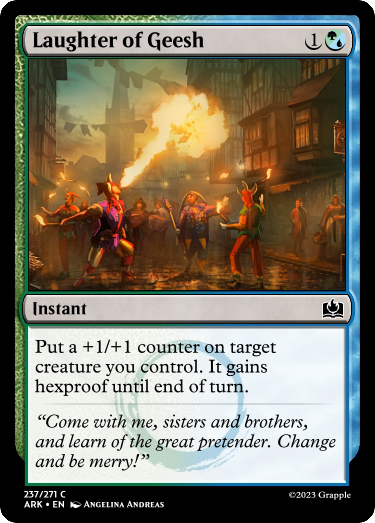 Laughter of Geesh 1
Instant
Put a +1/+1 counter on target
creature you control. It gains
hexproof until end of turn.
“Come with me, sisters and brothers,
and learn of the great pretender. Change
and be merry!”
237/271 C
ARK • EN Angelina Andreas
©2023 Grapple